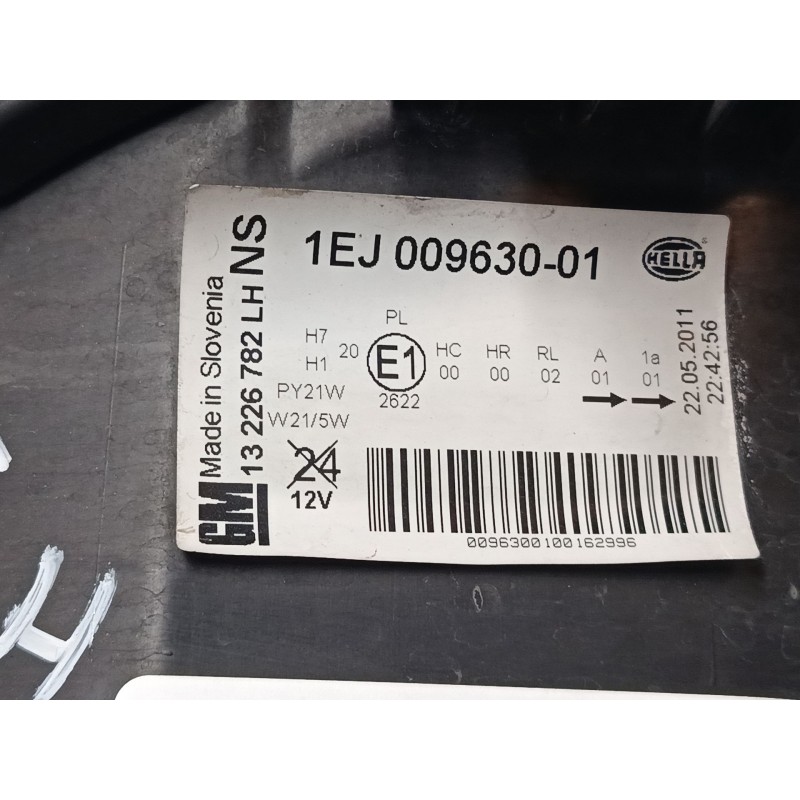 1EJ 009630-01
HELLA
GM
Made in Slovenia
13 226 782 LH NS
PL
H7
H1
20
E1
HC HR RL A 1a
00 00 02 01 01
PY21W
2622
W21/5W
24
12V
22.05.2011
22:42:56
0096300100162996